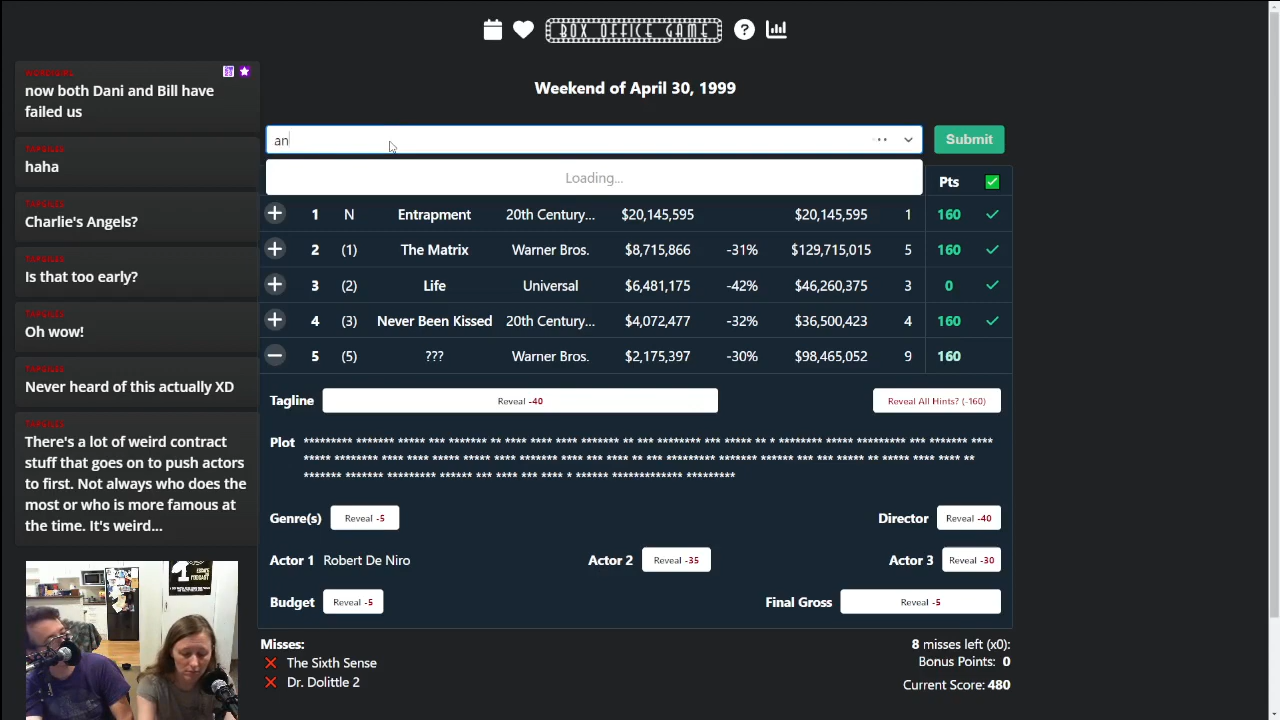 BOX OFFICE GAME ?
Weekend of April 30, 1999
now both Dani and Bill have
failed us
TAPGILES
haha
TAPGILES
Charlie's Angels?
TAPGILES
Is that too early?
TAPGILES
Oh wow!
TAPGILES
Never heard of this actually XD
TAPGILES
There's a lot of weird contract
stuff that goes on to push actors
to first. Not always who does the
most or who is more famous at
the time. It's weird...
an
Submit
Loading...
Pts
1 N Entrapment 20th Century... $20,145,595 $20,145,595 1 160
2 (1) The Matrix Warner Bros. $8,715,866 -31% $129,715,015 5 160
3 (2) Life Universal $6,481,175 -42% $46,260,375 3 0
4 (3) Never Been Kissed 20th Century... $4,072,477 -32% $36,500,423 4 160
5 (5) ??? Warner Bros. $2,175,397 -30% $98,465,052 9 160
Tagline Reveal -40 Reveal All Hints? (-160)
Plot ********* ******* ***** *** ******* ** **** **** **** ******* ** *** ******** *** ***** ** * ******** ***** ********* *** ******* ****
***** ******** **** **** ***** **** ***** **** ******* **** *** **** ** *** ******** ******* ****** *** *** ***** ** ***** **** **** **
******* ******* ********* ****** *** **** *** **** * ****** ************* *********
Genre(s) Reveal -5 Director Reveal -40
Actor 1 Robert De Niro Actor 2 Reveal -35 Actor 3 Reveal -30
Budget Reveal -5 Final Gross Reveal -5
Misses: 8 misses left (x0):
The Sixth Sense Bonus Points: 0
Dr. Dolittle 2 Current Score: 480